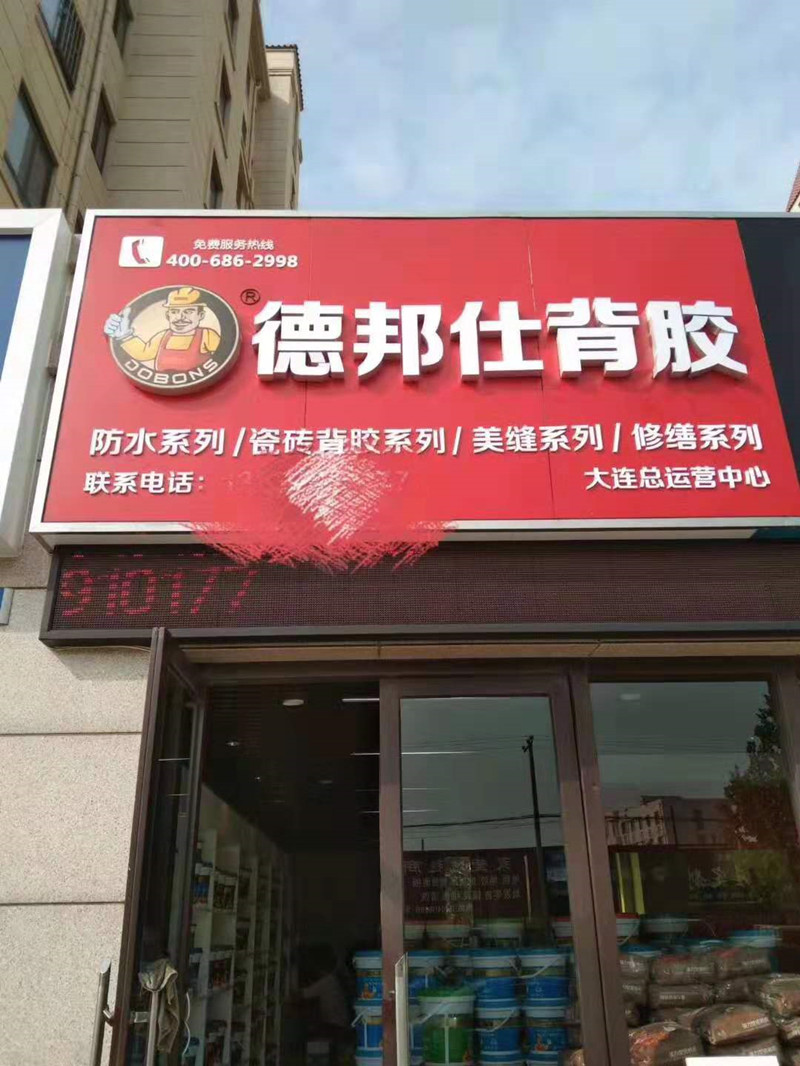 免费服务热线
400-686-2998
®
DOBONS
德邦仕背胶
防水系列/瓷砖背胶系列/美缝系列/修缮系列
联系电话:
大连总运营中心
910177